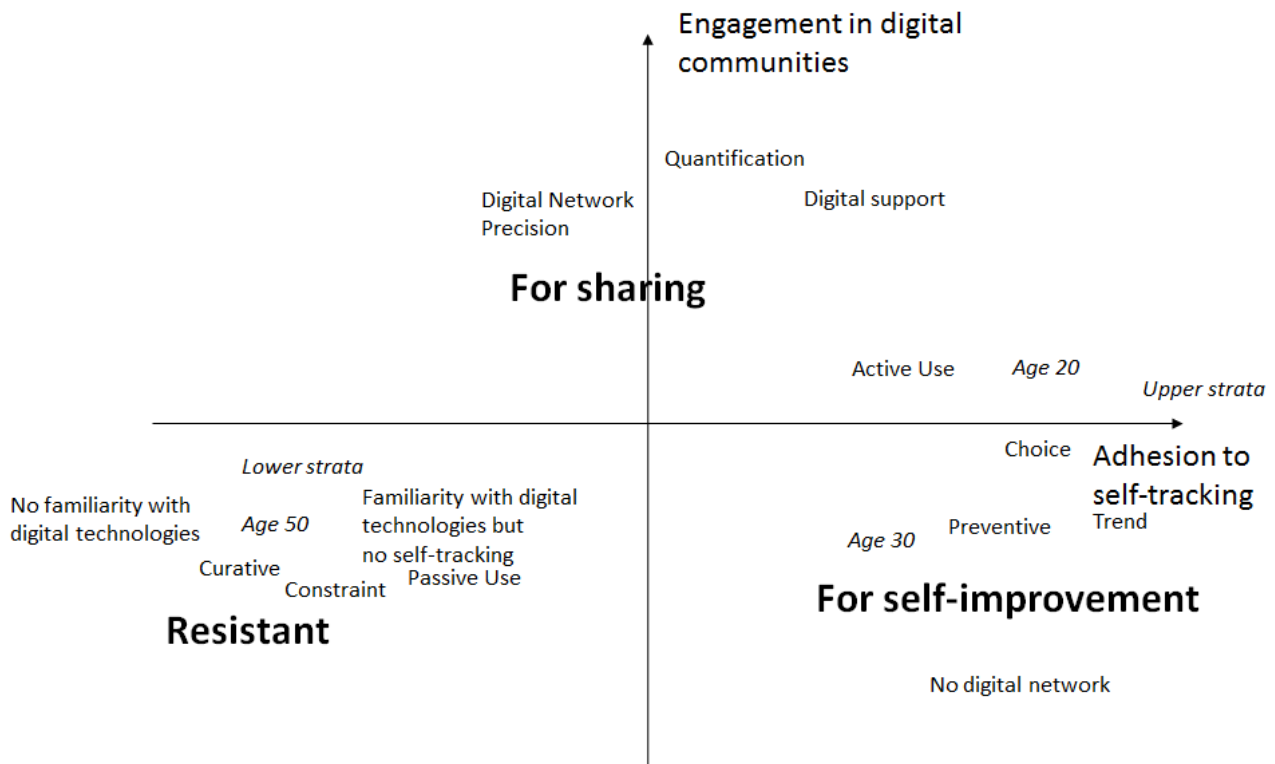 Engagement in digital
communities
Quantification
Digital Network
Precision
Digital support
For sharing
Active Use
Age 20
Upper strata
Choice
Adhesion to
self-tracking
Trend
Preventive
Age 30
For self-improvement
No digital network
Lower strata
No familiarity with
digital technologies
Age 50
Familiarity with digital
technologies but
no self-tracking
Curative
Constraint
Passive Use
Resistant